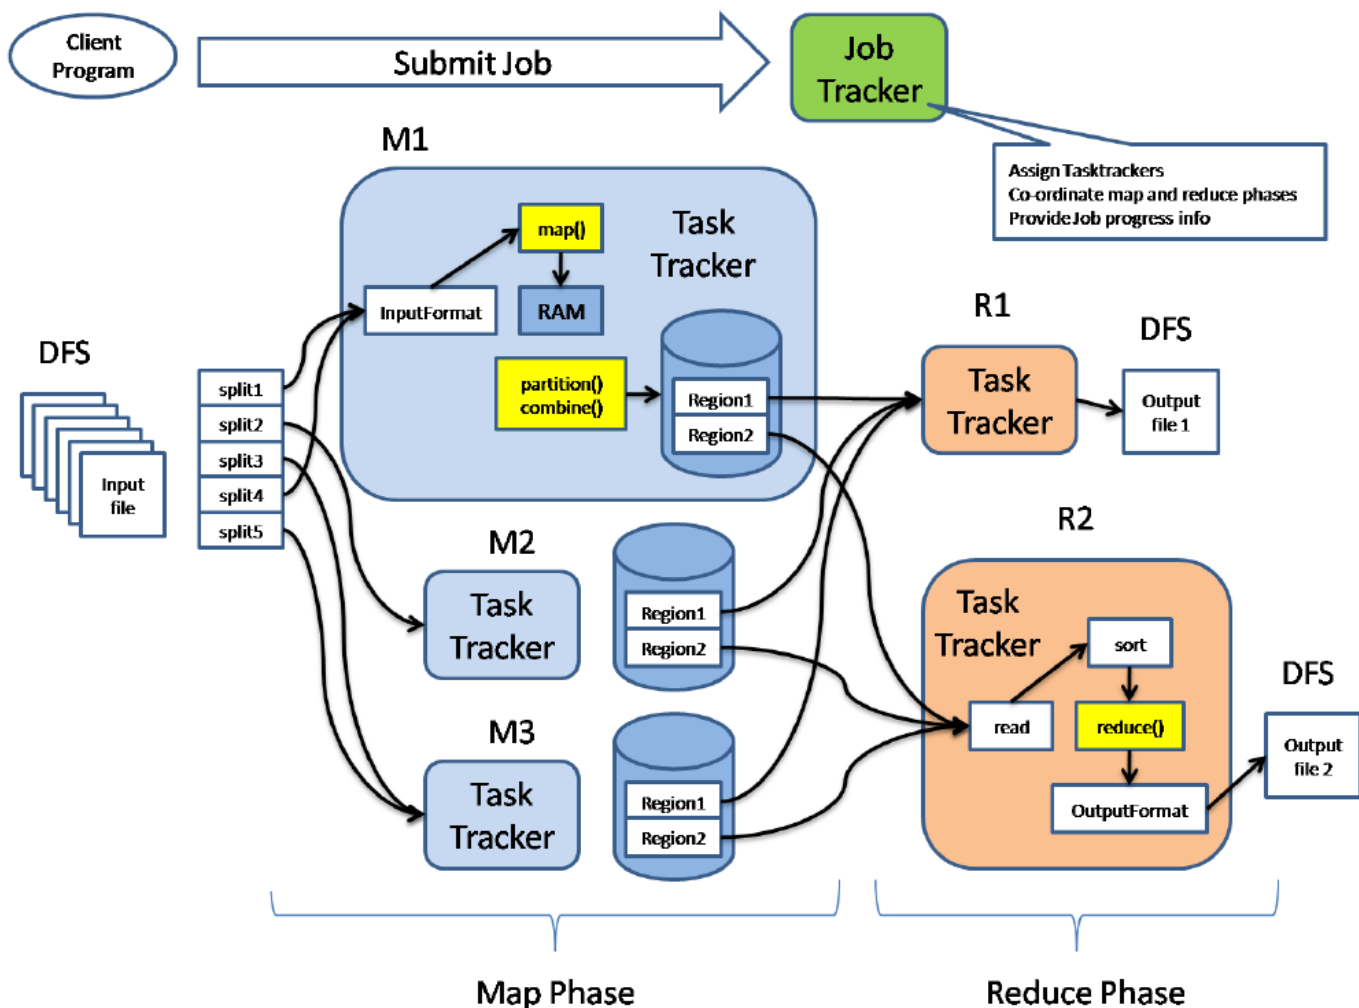 Client
Program
Submit Job
Job
Tracker
Assign Tasktrackers
Co-ordinate map and reduce phases
Provide Job progress info
M1
map()
Task
Tracker
InputFormat
RAM
partition()
combine()
Region1
Region2
DFS
Input
file
split1
split2
split3
split4
split5
R1
Task
Tracker
DFS
Output
file 1
M2
Task
Tracker
Region1
Region2
M3
Task
Tracker
Region1
Region2
R2
Task
Tracker
sort
read
reduce()
OutputFormat
DFS
Output
file 2
Map Phase
Reduce Phase